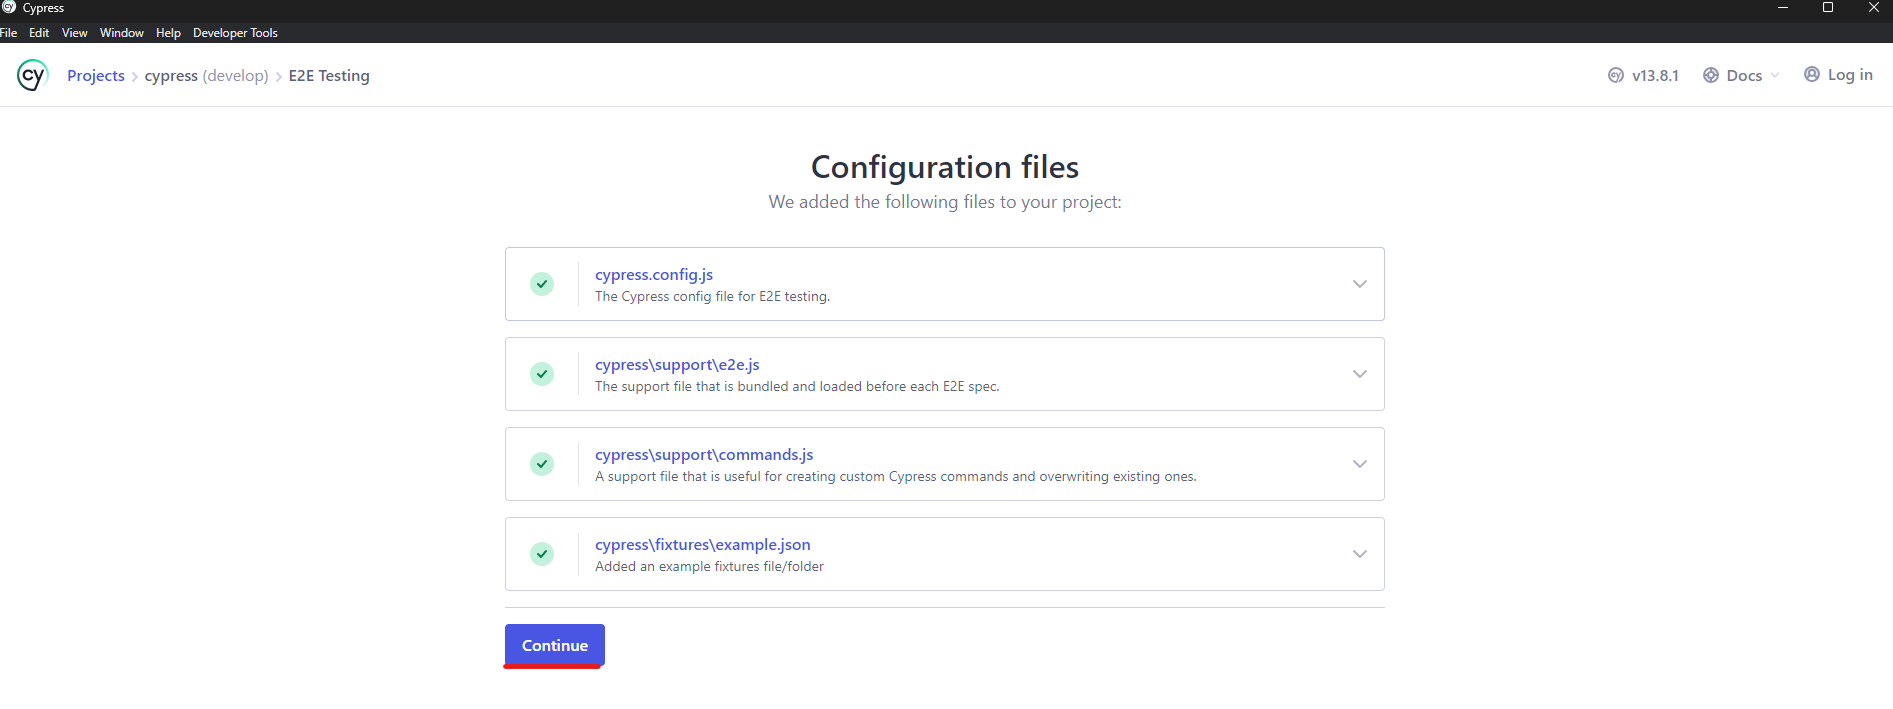 Cypress
File Edit View Window Help Developer Tools
cy Projects cypress (develop) E2E Testing v13.8.1 Docs Log in
Configuration files
We added the following files to your project:
cypress.config.js
The Cypress config file for E2E testing.
cypress\support\e2e.js
The support file that is bundled and loaded before each E2E spec.
cypress\support\commands.js
A support file that is useful for creating custom Cypress commands and overwriting existing ones.
cypress\fixtures\example.json
Added an example fixtures file/folder
Continue